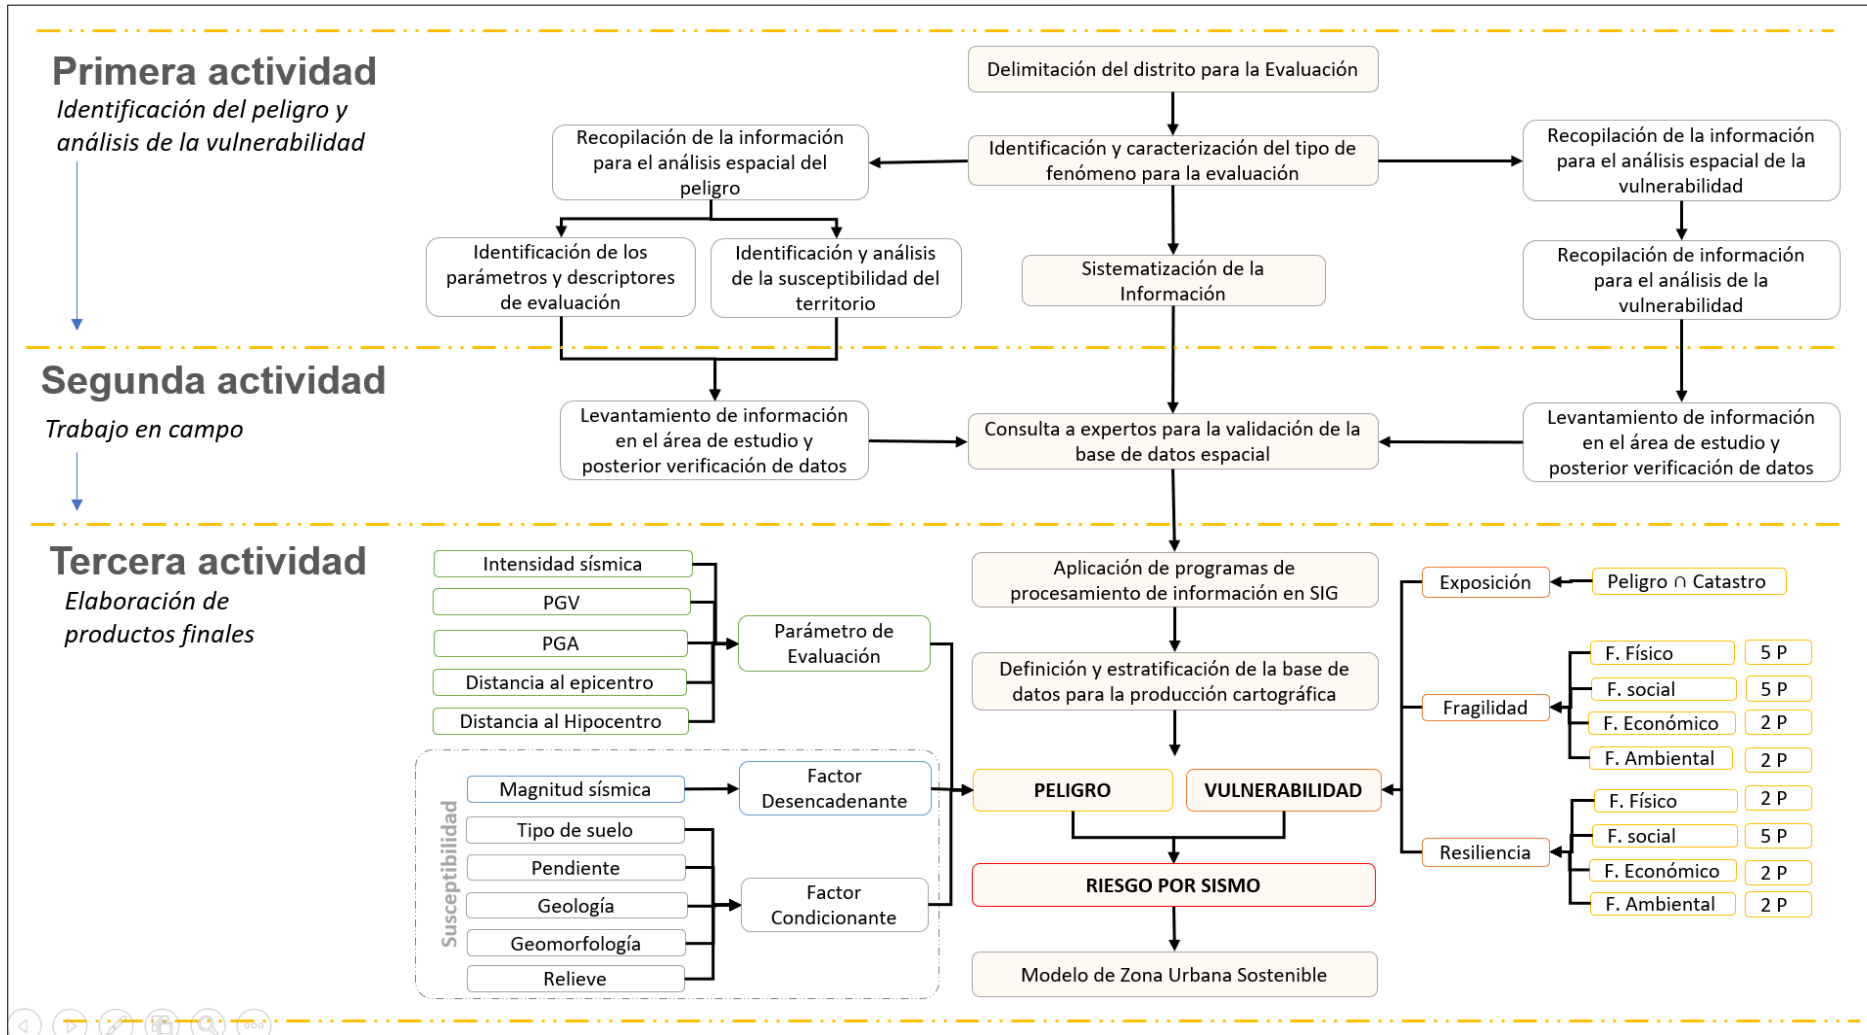 Primera actividad
Identificación del peligro y
análisis de la vulnerabilidad
Delimitación del distrito para la Evaluación
Recopilación de la información
para el análisis espacial del
peligro
Identificación y caracterización del tipo de
fenómeno para la evaluación
Recopilación de la información
para el análisis espacial de la
vulnerabilidad
Identificación de los
parámetros y descriptores
de evaluación
Identificación y análisis
de la susceptibilidad del
territorio
Sistematización de la
Información
Recopilación de información
para el análisis de la
vulnerabilidad
Segunda actividad
Trabajo en campo
Levantamiento de información
en el área de estudio y
posterior verificación de datos
Consulta a expertos para la validación de la
base de datos espacial
Levantamiento de información
en el área de estudio y
posterior verificación de datos
Tercera actividad
Elaboración de
productos finales
Intensidad sísmica
PGV
PGA
Distancia al epicentro
Distancia al Hipocentro
Parámetro de
Evaluación
Susceptibilidad
Magnitud sísmica
Factor
Desencadenante
Tipo de suelo
Pendiente
Geología
Geomorfología
Relieve
Factor
Condicionante
Aplicación de programas de
procesamiento de información en SIG
Definición y estratificación de la base de
datos para la producción cartográfica
PELIGRO
VULNERABILIDAD
RIESGO POR SISMO
Modelo de Zona Urbana Sostenible
Exposición
Peligro ∩ Catastro
Fragilidad
F. Físico 5 P
F. social 5 P
F. Económico 2 P
F. Ambiental 2 P
Resiliencia
F. Físico 2 P
F. social 5 P
F. Económico 2 P
F. Ambiental 2 P